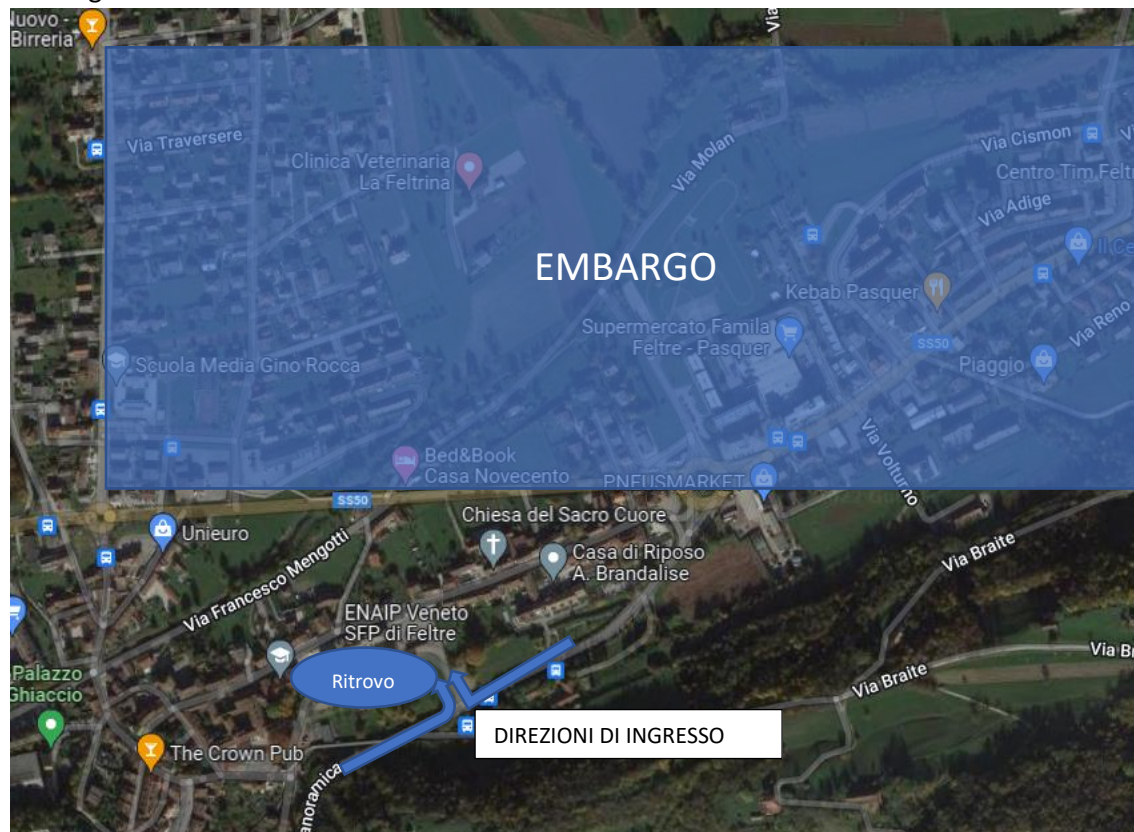 uovo -
Birreria
Via
Via Traversere
Clinica Veterinaria
La Feltrina
Via Molan
Via Cismon
Centro Tim Feltr
Via Adige
Il Ce
EMBARGO
Kebab Pasquer
Supermercato Famila
Feltre - Pasquer
SS50
Via Reno
Piaggio
Scuola Media Gino Rocca
Via Volturno
Bed&Book
Casa Novecento
PNEUSMARKET
SS50
Unieuro
Chiesa del Sacro Cuore
Via Francesco Mengotti
Casa di Riposo
A. Brandalise
Via Braite
ENAIP Veneto
SFP di Feltre
Via Br
Palazzo
Ghiaccio
Ritrovo
Via Braite
DIREZIONI DI INGRESSO
The Crown Pub
anoramica